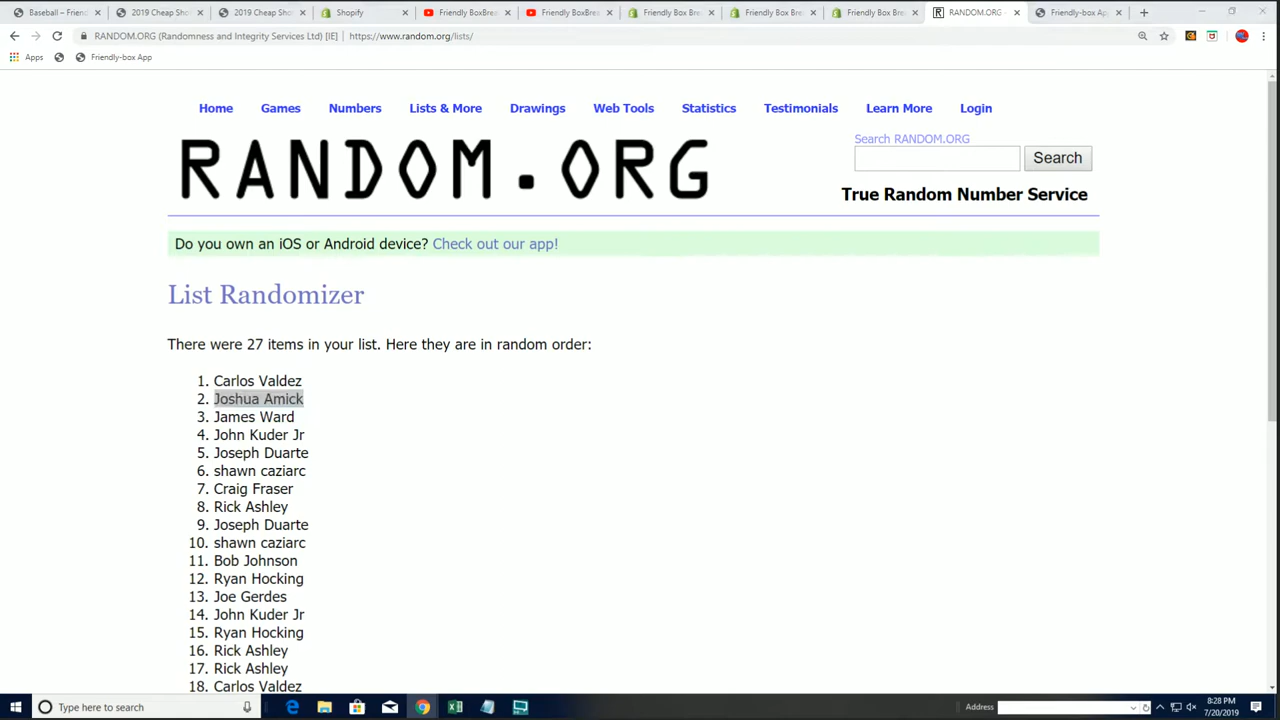 Baseball – Friend
2019 Cheap Sho
2019 Cheap Sho
Shopify
Friendly BoxBrea
Friendly BoxBrea
Friendly Box Bre
Friendly Box Bre
Friendly Box Bre
RANDOM.ORG -
Friendly-box App
RANDOM.ORG (Randomness and Integrity Services Ltd) [IE] | https://www.random.org/lists/
Apps
Friendly-box App
Home Games Numbers Lists & More Drawings Web Tools Statistics Testimonials Learn More Login
RANDOM.ORG
Search RANDOM.ORG
Search
True Random Number Service
Do you own an iOS or Android device? Check out our app!
List Randomizer
There were 27 items in your list. Here they are in random order:
1. Carlos Valdez
2. Joshua Amick
3. James Ward
4. John Kuder Jr
5. Joseph Duarte
6. shawn caziarc
7. Craig Fraser
8. Rick Ashley
9. Joseph Duarte
10. shawn caziarc
11. Bob Johnson
12. Ryan Hocking
13. Joe Gerdes
14. John Kuder Jr
15. Ryan Hocking
16. Rick Ashley
17. Rick Ashley
18. Carlos Valdez
Type here to search
Address
8:28 PM
7/20/2019